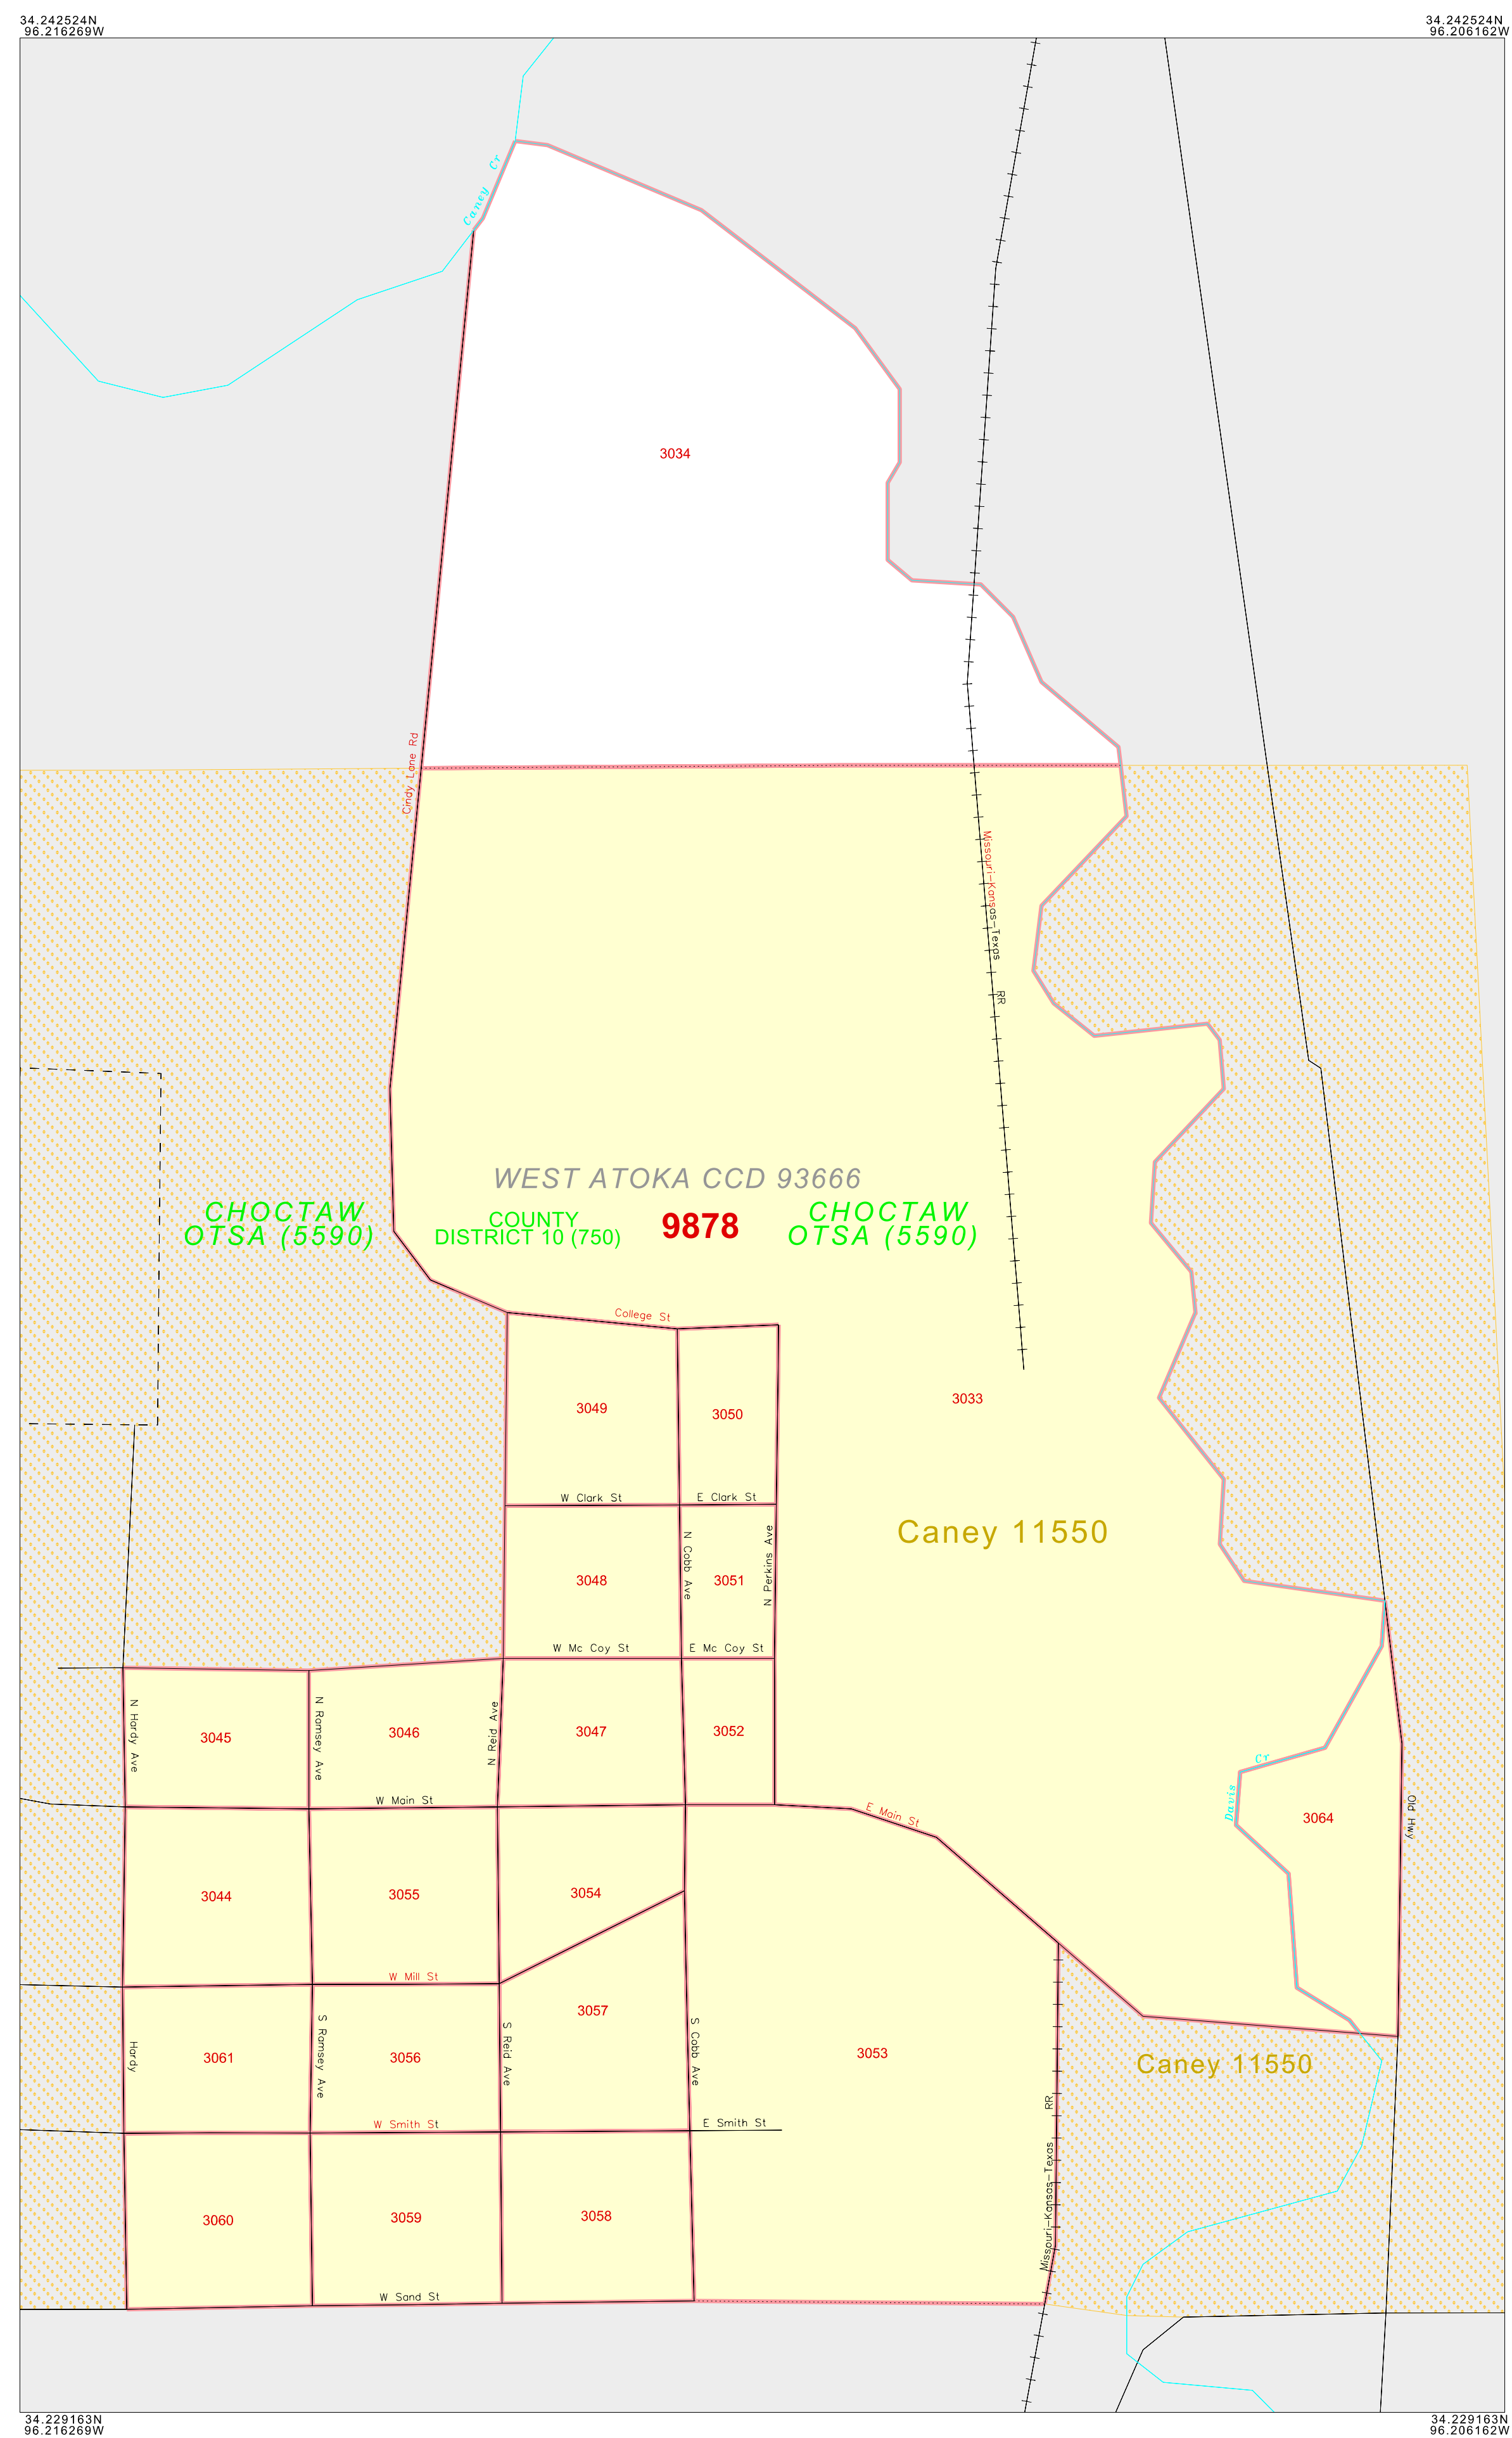 34.242524N
96.216269W
34.242524N
96.206162W
Caney Cr
3034
Cindy Lane Rd
Missouri-Kansas-Texas RR
WEST ATOKA CCD 93666
CHOCTAW
OTSA (5590)
COUNTY
DISTRICT 10 (750)
9878
CHOCTAW
OTSA (5590)
College St
3033
3049
3050
W Clark St
E Clark St
Caney 11550
N Cobb Ave
N Perkins Ave
3048
3051
W Mc Coy St
E Mc Coy St
N Hardy Ave
N Ramsey Ave
N Reid Ave
3045
3046
3047
3052
Davis Cr
W Main St
E Main St
3064
Old Hwy
3044
3055
3054
W Mill St
3057
Hardy
S Ramsey Ave
S Reid Ave
S Cobb Ave
3061
3056
3053
Caney 11550
W Smith St
E Smith St
Missouri-Kansas-Texas RR
3060
3059
3058
W Sand St
34.229163N
96.216269W
34.229163N
96.206162W